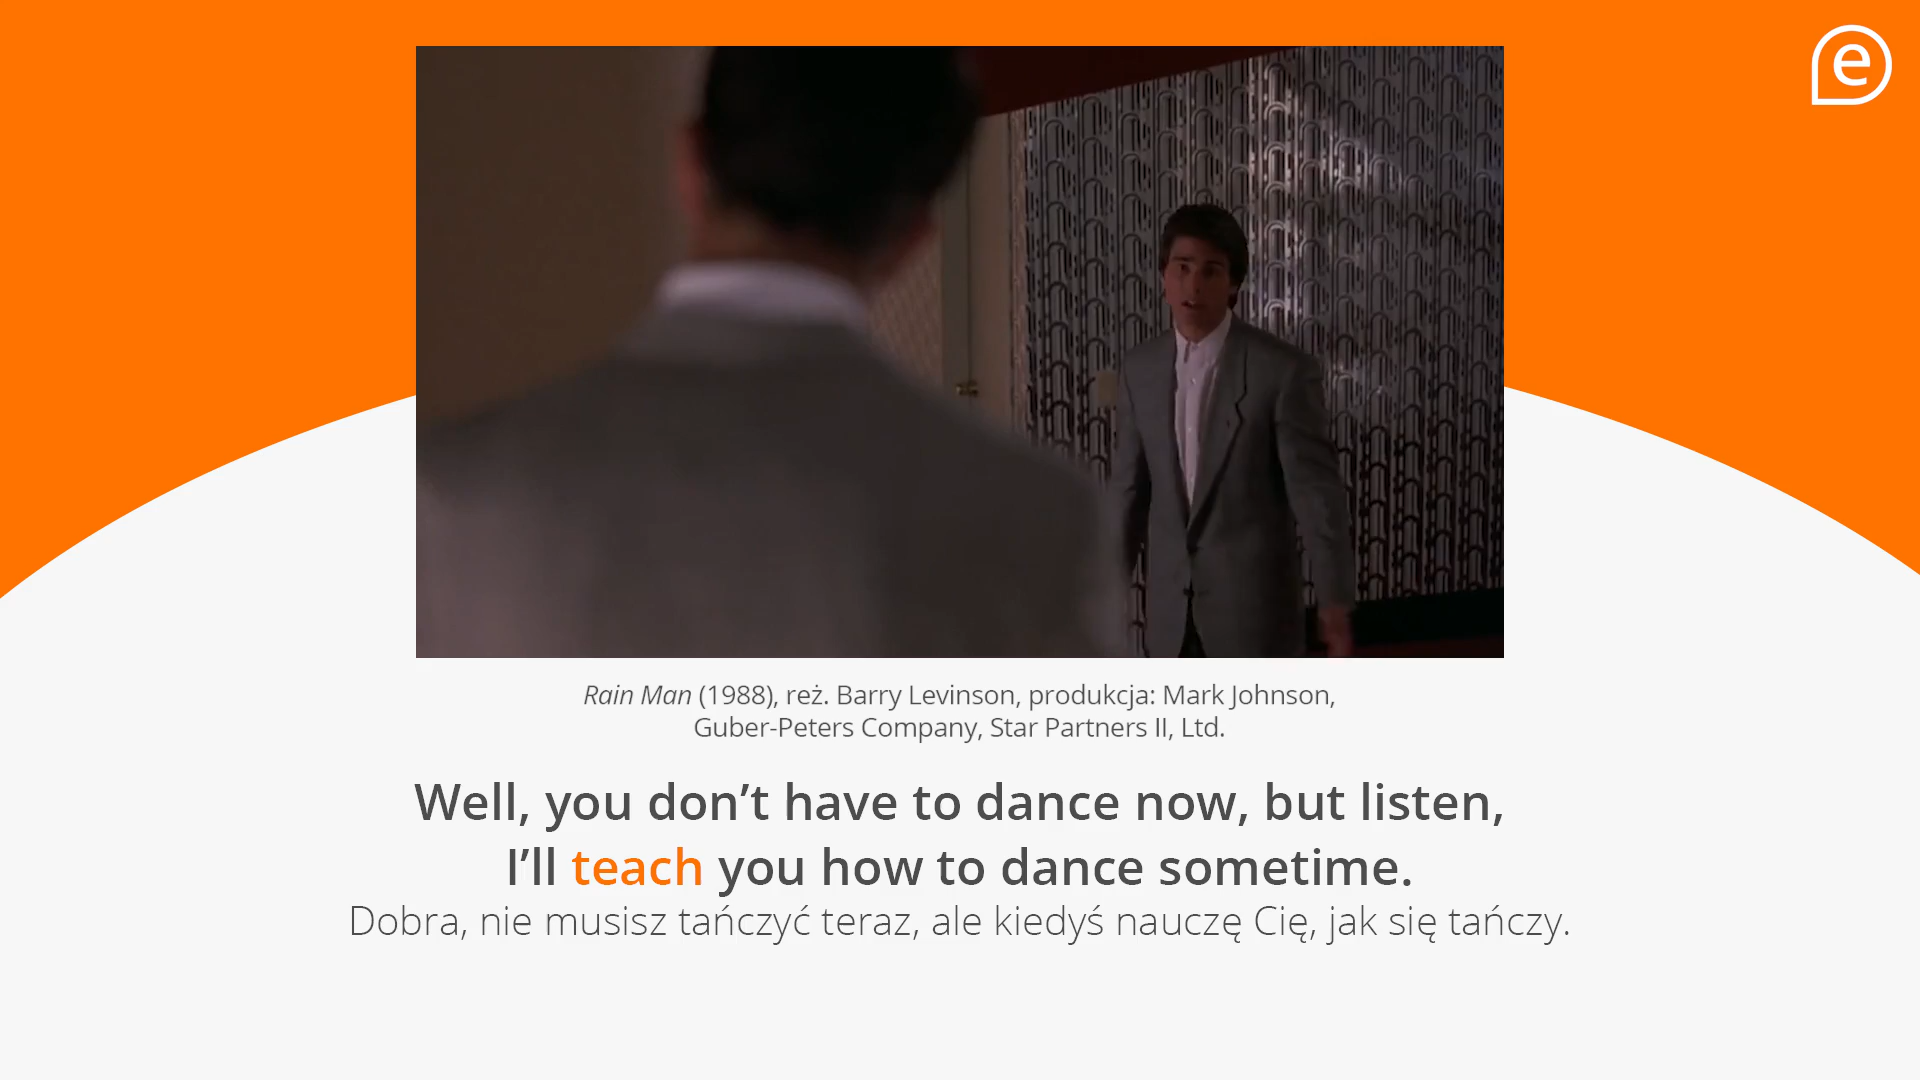 e
Rain Man (1988), reż. Barry Levinson, produkcja: Mark Johnson,
Guber-Peters Company, Star Partners II, Ltd.
Well, you don’t have to dance now, but listen,
I’ll teach you how to dance sometime.
Dobra, nie musisz tańczyć teraz, ale kiedyś nauczę Cię, jak się tańczy.